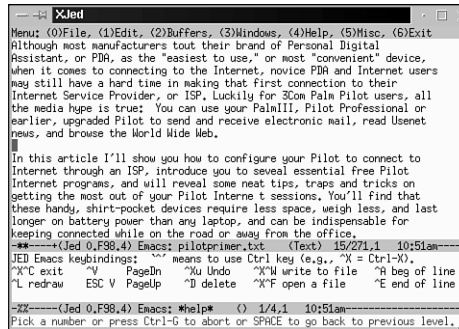 XJed
Menu: (0)File, (1)Edit, (2)Buffers, (3)Windows, (4)Help, (5)Misc, (6)Exit
Although most manufacturers tout their brand of Personal Digital
Assistant, or PDA, as the "easiest to use," or most "convenient" device,
when it comes to connecting to the Internet, novice PDA and Internet users
may still have a hard time in making that first connection to their
Internet Service Provider, or ISP. Luckily for 3Com Palm Pilot users, all
the media hype is true:  You can use your PalmIII, Pilot Professional or
earlier, upgraded Pilot to send and receive electronic mail, read Usenet
news, and browse the World Wide Web.
In this article I'll show you how to configure your Pilot to connect to
Internet through an ISP, introduce you to seveal essential free Pilot
Internet programs, and will reveal some neat tips, traps and tricks on
getting the most out of your Pilot Interne t sessions. You'll find that
these handy, shirt-pocket devices require less space, weigh less, and last
longer on battery power than any laptop, and can be indispensable for
keeping connected while on the road or away from the office.
-**----+(Jed 0.F98.4) Emacs: pilotprimer.txt    (Text)  15/271,1   10:51am----
JED Emacs keybindings:  `^' means to use Ctrl key (e.g., ^X = Ctrl-X).
^X^C exit   ^V     PageDn   ^Xu Undo   ^X^W write to file   ^A beg of line
^L redraw   ESC V  PageUp   ^D delete  ^X^F open a file     ^E end of line
-%%-----(Jed 0.F98.4) Emacs: *help*    ()  1/4,1   10:51am----
Pick a number or press Ctrl-G to abort or SPACE to go back to previous level.